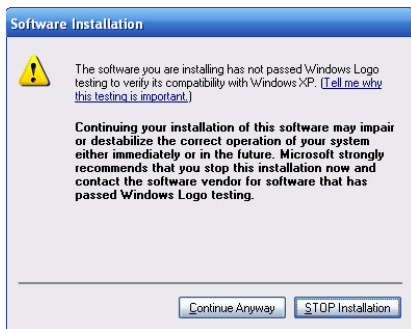 Software Installation
The software you are installing has not passed Windows Logo
testing to verify its compatibility with Windows XP. (Tell me why
this testing is important.)
Continuing your installation of this software may impair
or destabilize the correct operation of your system
either immediately or in the future. Microsoft strongly
recommends that you stop this installation now and
contact the software vendor for software that has
passed Windows Logo testing.
Continue Anyway
STOP Installation